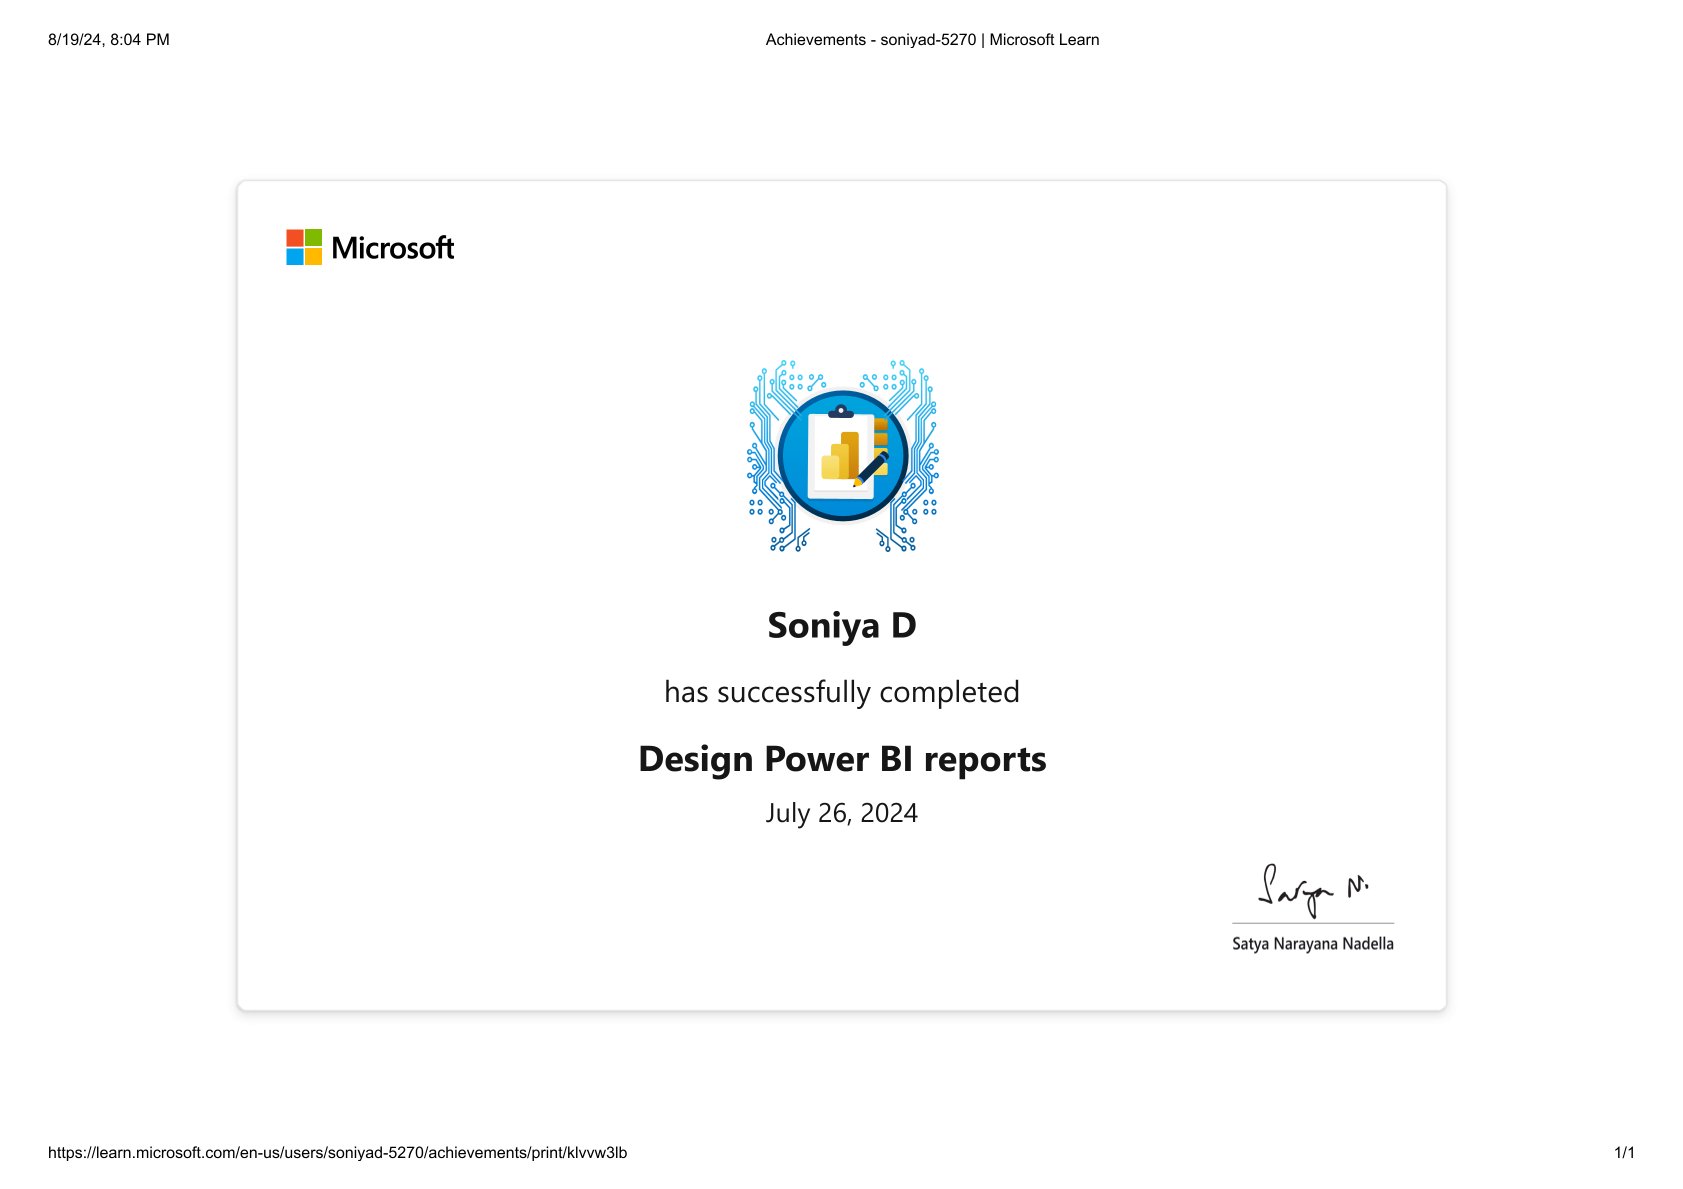 8/19/24, 8:04 PM
Achievements - soniyad-5270 | Microsoft Learn
Microsoft
Soniya D
has successfully completed
Design Power BI reports
July 26, 2024
Satya N.
Satya Narayana Nadella
https://learn.microsoft.com/en-us/users/soniyad-5270/achievements/print/klvvw3lb
1/1